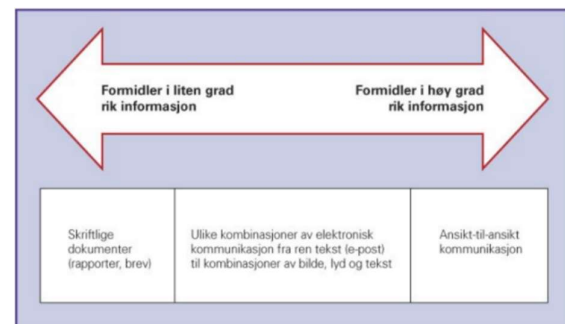 Formidler i liten grad
rik informasjon
Formidler i høy grad
rik informasjon
Skriftlige
dokumenter
(rapporter, brev)
Ulike kombinasjoner av elektronisk
kommunikasjon fra ren tekst (e-post)
til kombinasjoner av bilde, lyd og tekst
Ansikt-til-ansikt
kommunikasjon